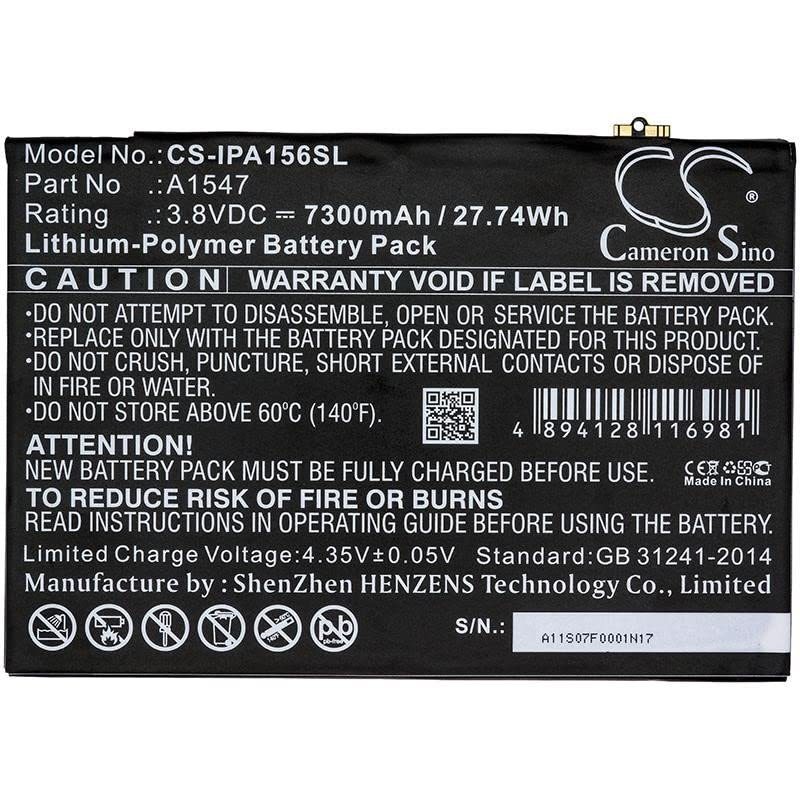 Model No.: CS-IPA156SL
Part No : A1547
Rating : 3.8VDC ⎓ 7300mAh / 27.74Wh
Lithium-Polymer Battery Pack
CS
®
Cameron Sino
CAUTION WARRANTY VOID IF LABEL IS REMOVED
•DO NOT ATTEMPT TO DISASSEMBLE, OPEN OR SERVICE THE BATTERY PACK.
•REPLACE ONLY WITH THE BATTERY PACK DESIGNATED FOR THIS PRODUCT.
•DO NOT CRUSH, PUNCTURE, SHORT EXTERNAL CONTACTS OR DISPOSE OF
IN FIRE OR WATER.
•DO NOT STORE ABOVE 60℃ (140℉).
4 894128 116981
ATTENTION!
NEW BATTERY PACK MUST BE FULLY CHARGED BEFORE USE
TO REDUCE RISK OF FIRE OR BURNS
READ INSTRUCTIONS IN OPERATING GUIDE BEFORE USING BATTERY PACK
CE
Made In China
Limited Charge Voltage:4.35V±0.05V Standard:GB 31241-2014
Manufacture by : ShenZhen HENZENS Technology Co., Limited
pb
pb-free
S/N.: A11S07F0001N17